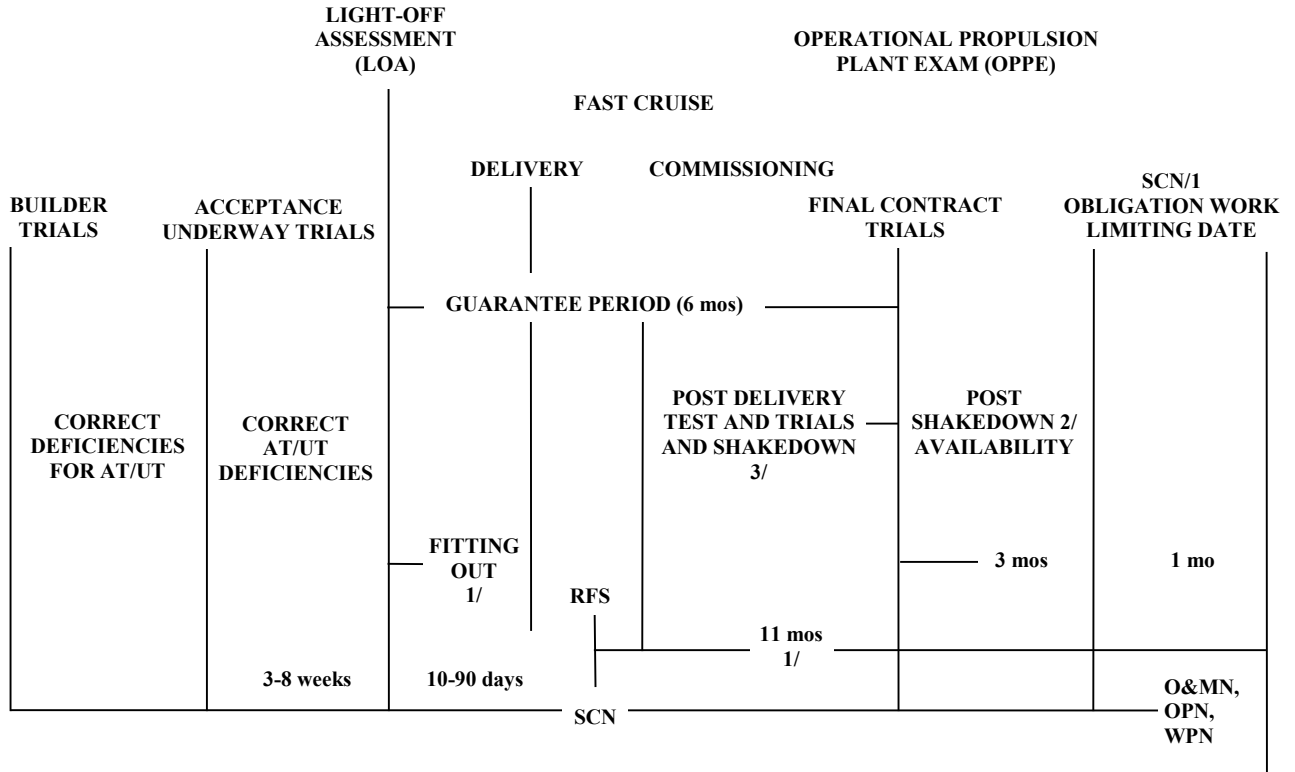 LIGHT-OFF
ASSESSMENT
(LOA)
OPERATIONAL PROPULSION
PLANT EXAM (OPPE)
FAST CRUISE
DELIVERY
COMMISSIONING
BUILDER
TRIALS
ACCEPTANCE
UNDERWAY TRIALS
FINAL CONTRACT
TRIALS
SCN/1
OBLIGATION WORK
LIMITING DATE
GUARANTEE PERIOD (6 mos)
CORRECT
DEFICIENCIES
FOR AT/UT
CORRECT
AT/UT
DEFICIENCIES
POST DELIVERY
TEST AND TRIALS
AND SHAKEDOWN
3/
POST
SHAKEDOWN 2/
AVAILABILITY
FITTING
OUT
1/
RFS
3 mos
1 mo
11 mos
1/
3-8 weeks
10-90 days
SCN
O&MN,
OPN,
WPN